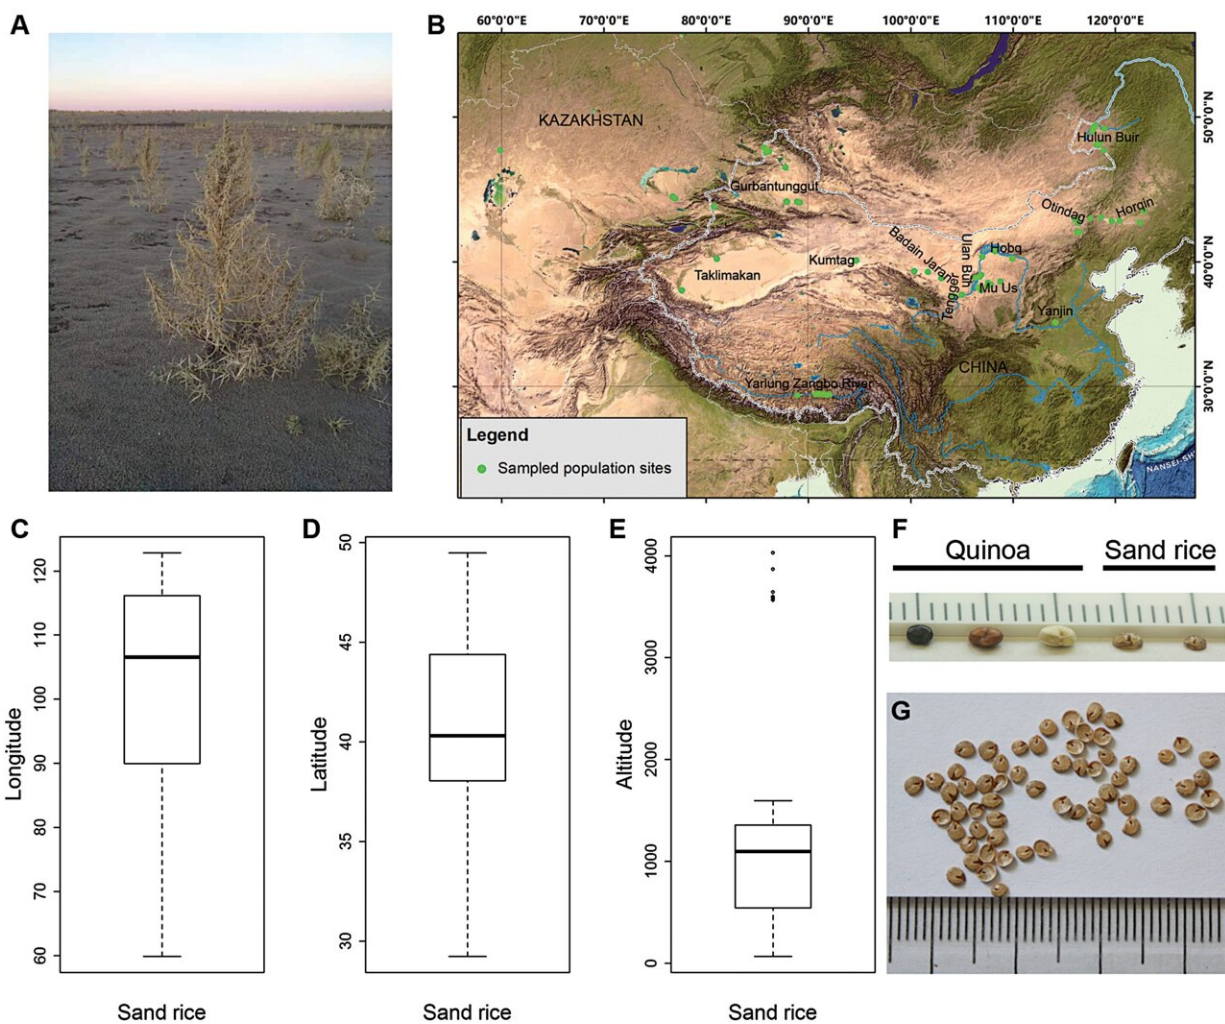 A
B
60°0'0"E 70°0'0"E 80°0'0"E 90°0'0"E 100°0'0"E 110°0'0"E 120°0'0"E
50°0'0"N
40°0'0"N
30°0'0"N
KAZAKHSTAN
Hulun Buir
Gurbantunggut
Otindag
Horqin
Badain Jaran
Ulan Buh
Hobq
Kumtag
Taklimakan
Tengger
Mu Us
Yanjin
CHINA
Yarlung Zangbo River
NANSEI-SH
Legend
Sampled population sites
C
Longitude
120
110
100
90
80
70
60
Sand rice
D
Latitude
50
45
40
35
30
Sand rice
E
Altitude
4000
3000
2000
1000
0
Sand rice
F
Quinoa
Sand rice
G